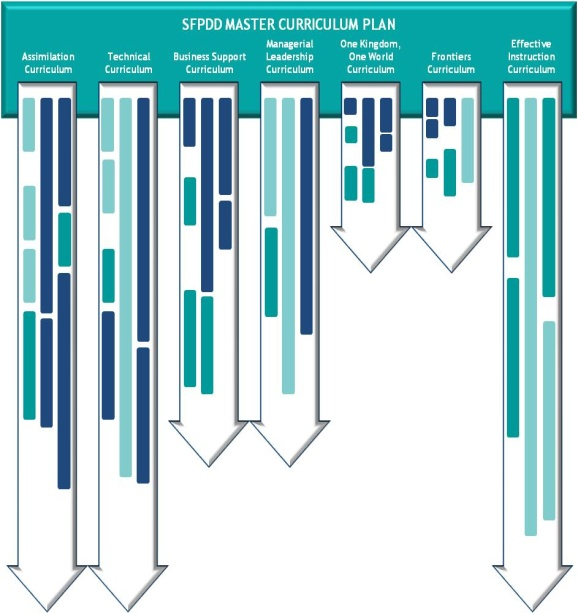 SFPDD MASTER CURRICULUM PLAN
Assimilation
Curriculum
Technical
Curriculum
Business Support
Curriculum
Managerial
Leadership
Curriculum
One Kingdom,
One World
Curriculum
Frontiers
Curriculum
Effective
Instruction
Curriculum